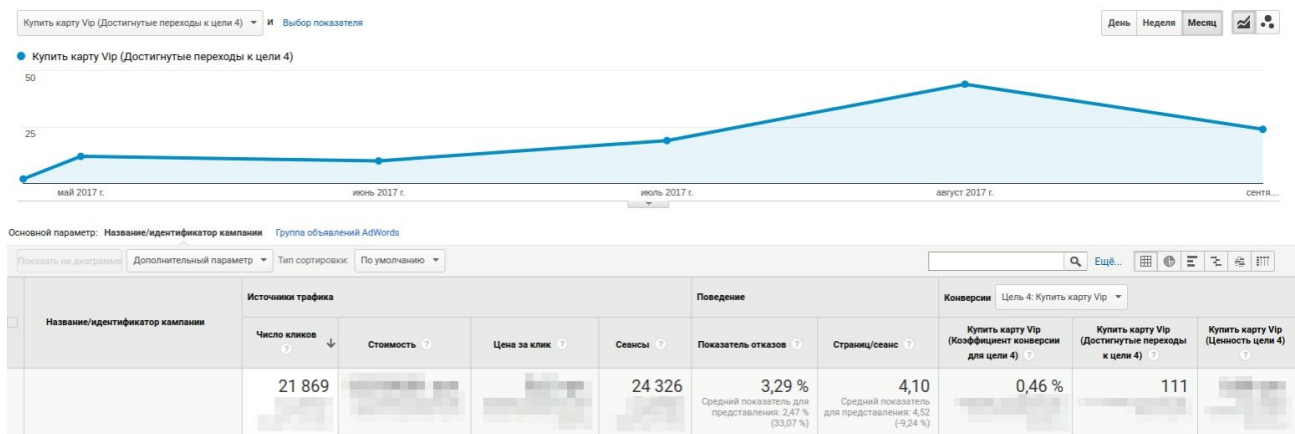 Купить карту Vip (Достигнутые переходы к цели 4) и Выбор показателя День Неделя Месяц
Купить карту Vip (Достигнутые переходы к цели 4)
50
25
май 2017 г. июнь 2017 г. июль 2017 г. август 2017 г. сентя...
Основной параметр: Название/идентификатор кампании Группа объявлений AdWords
Показать на диаграмме Дополнительный параметр Тип сортировки: По умолчанию Ещё...
Источники трафика Поведение Конверсии Цель 4: Купить карту Vip
Название/идентификатор кампании
Число кликов ? Стоимость ? Цена за клик ? Сеансы ? Показатель отказов ? Страниц/сеанс ?
Купить карту Vip
(Коэффициент конверсии
для цели 4) ?
Купить карту Vip
(Достигнутые переходы
к цели 4) ?
Купить карту Vip
(Ценность цели 4)
?
21 869 24 326 3,29 % 4,10 0,46 % 111
Средний показатель для
представления: 2,47 %
(33,07 %)
Средний показатель
для представления: 4,52
(-9,24 %)